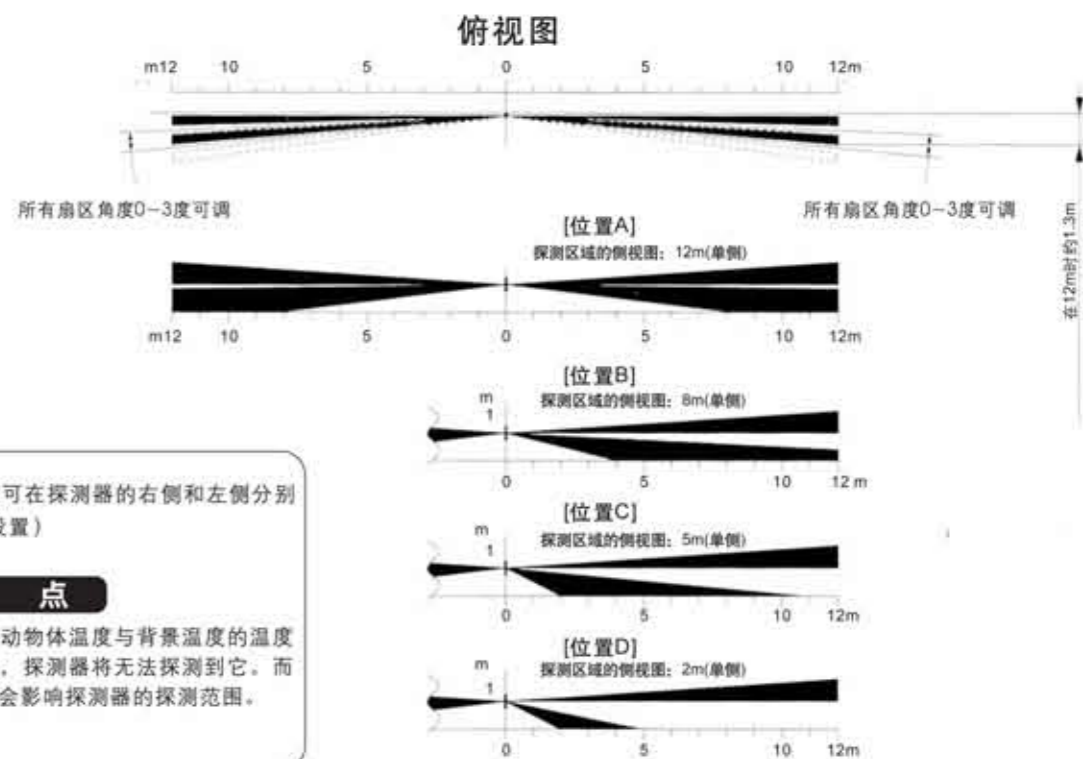 俯视图
m12 10 5 0 5 10 12m
所有扇区角度0-3度可调
所有扇区角度0-3度可调
在12m时约1.3m
[位置A]
探测区域的侧视图：12m(单侧)
m12 10 5 0 5 10 12m
[位置B]
探测区域的侧视图：8m(单侧)
m
1
0 5 10 12 m
[位置C]
探测区域的侧视图：5m(单侧)
m
1
0 5 10 12m
[位置D]
探测区域的侧视图：2m(单侧)
m
1
0 5 10 12m
可在探测器的右侧和左侧分别
设置）
点
动物体温度与背景温度的温度
，探测器将无法探测到它。而
会影响探测器的探测范围。